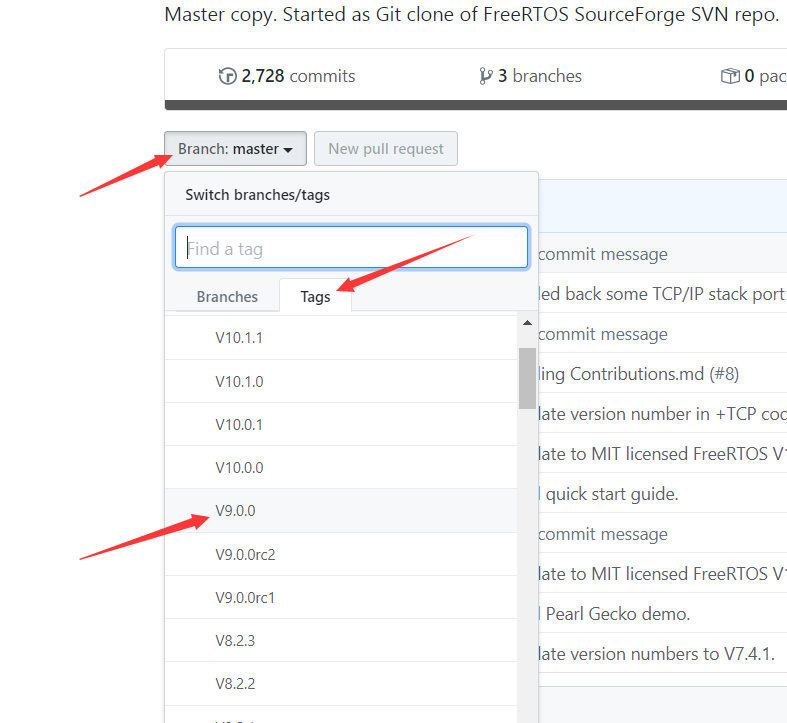 Master copy. Started as Git clone of FreeRTOS SourceForge SVN repo.
2,728 commits 3 branches 0 pac
Branch: master New pull request
Switch branches/tags
Find a tag
commit message
Branches Tags
led back some TCP/IP stack port
V10.1.1
commit message
V10.1.0
ling Contributions.md (#8)
V10.0.1
late version number in +TCP cod
V10.0.0
late to MIT licensed FreeRTOS V
quick start guide.
V9.0.0
commit message
V9.0.0rc2
late to MIT licensed FreeRTOS V
V9.0.0rc1
Pearl Gecko demo.
V8.2.3
late version numbers to V7.4.1.
V8.2.2